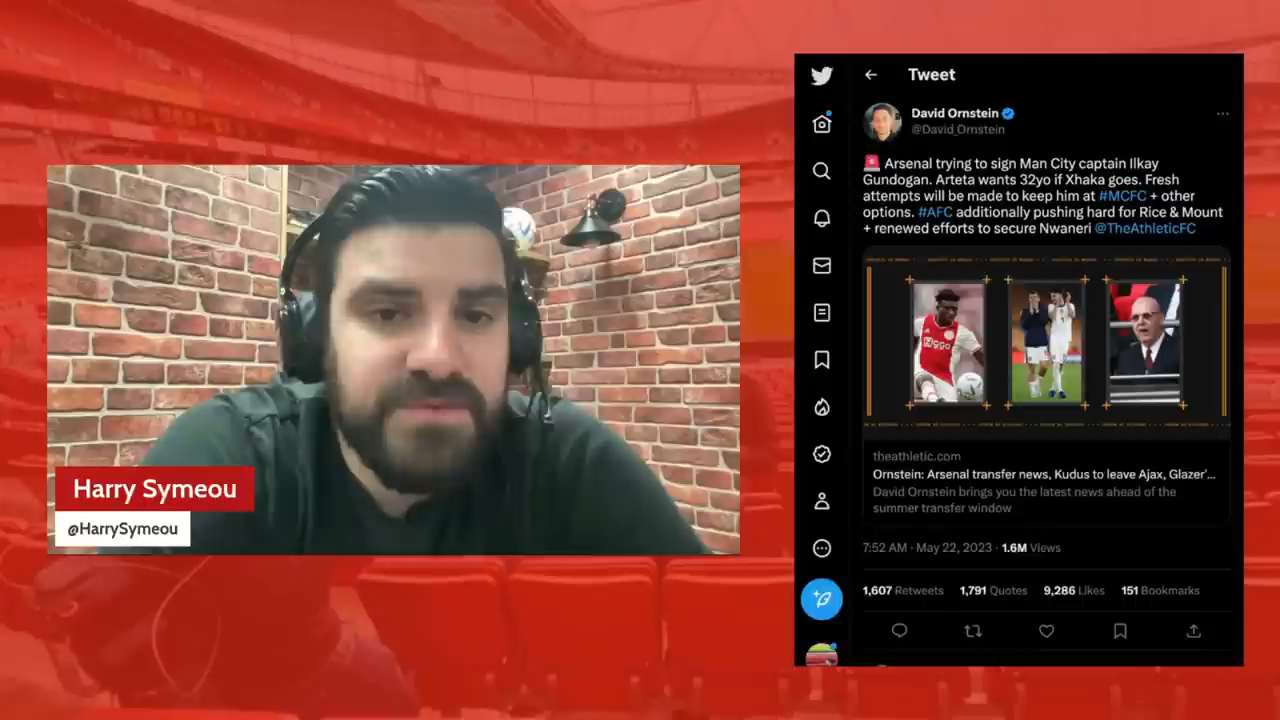 Harry Symeou
@HarrySymeou
Tweet
David Ornstein
@David_Ornstein
🚨 Arsenal trying to sign Man City captain Ilkay
Gundogan. Arteta wants 32yo if Xhaka goes. Fresh
attempts will be made to keep him at #MCFC + other
options. #AFC additionally pushing hard for Rice & Mount
+ renewed efforts to secure Nwaneri @TheAthleticFC
Ziggo
theathletic.com
Ornstein: Arsenal transfer news, Kudus to leave Ajax, Glazer'...
David Ornstein brings you the latest news ahead of the
summer transfer window
7:52 AM · May 22, 2023 · 1.6M Views
1,607 Retweets 1,791 Quotes 9,286 Likes 151 Bookmarks